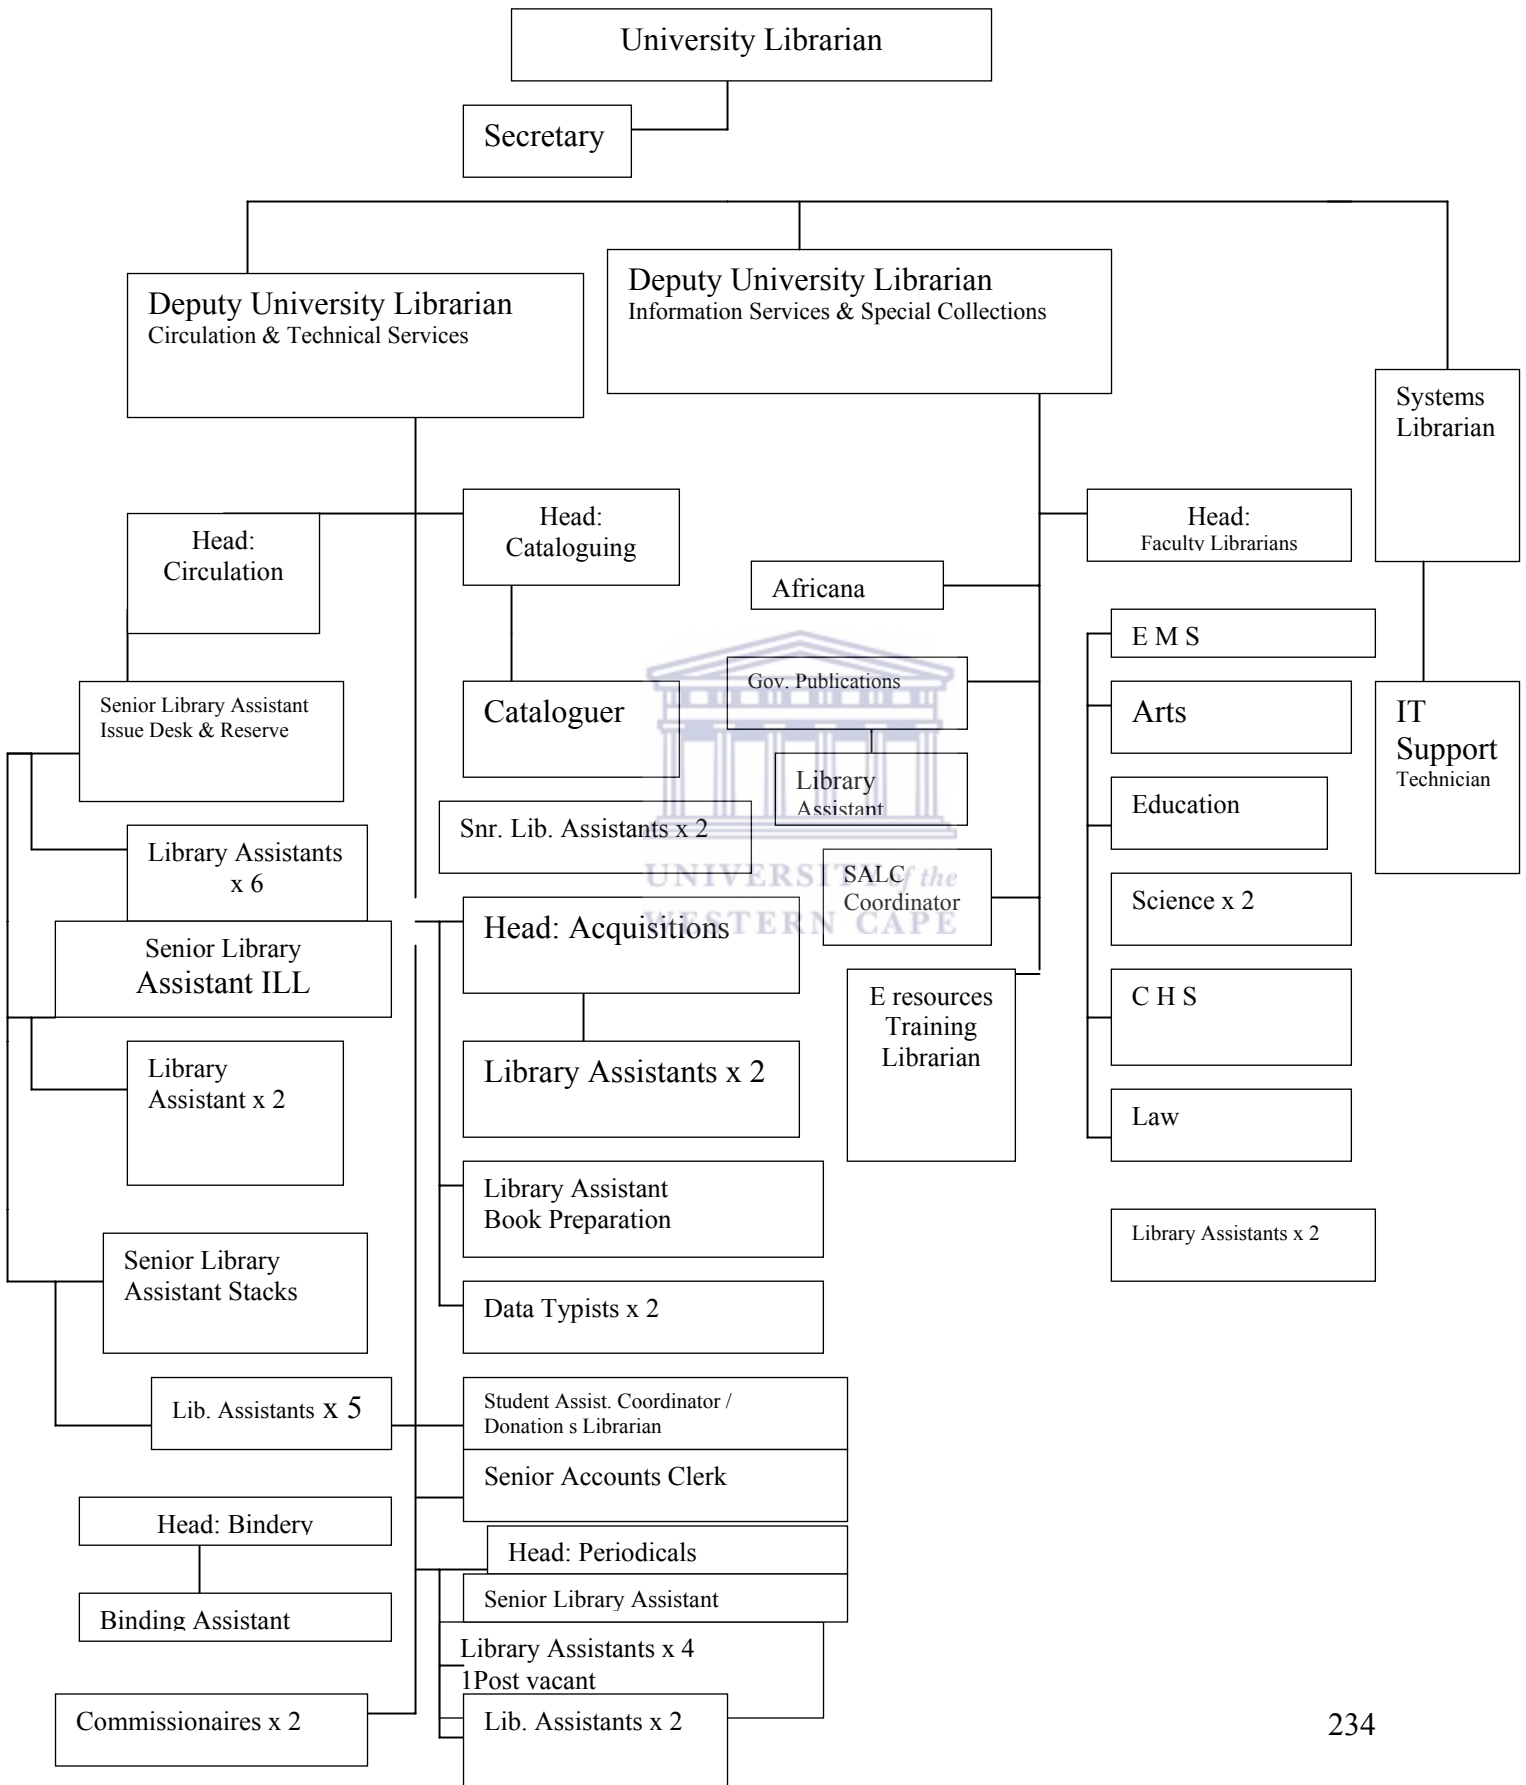 University Librarian
Secretary
Deputy University Librarian
Circulation & Technical Services
Deputy University Librarian
Information Services & Special Collections
Systems
Librarian
Head:
Circulation
Head:
Cataloguing
Head:
Faculty Librarians
Africana
E M S
Senior Library Assistant
Issue Desk & Reserve
Cataloguer
Gov. Publications
Arts
IT
Support
Technician
Library
Assistant
Education
Snr. Lib. Assistants x 2
Library Assistants
x 6
UNIVERSITY of the
WESTERN CAPE
SALC
Coordinator
Science x 2
Head: Acquisitions
Senior Library
Assistant ILL
E resources
Training
Librarian
C H S
Library
Assistant x 2
Library Assistants x 2
Law
Library Assistant
Book Preparation
Library Assistants x 2
Senior Library
Assistant Stacks
Data Typists x 2
Lib. Assistants x 5
Student Assist. Coordinator /
Donation s Librarian
Senior Accounts Clerk
Head: Bindery
Head: Periodicals
Senior Library Assistant
Binding Assistant
Library Assistants x 4
1Post vacant
Commissionaires x 2
Lib. Assistants x 2
234